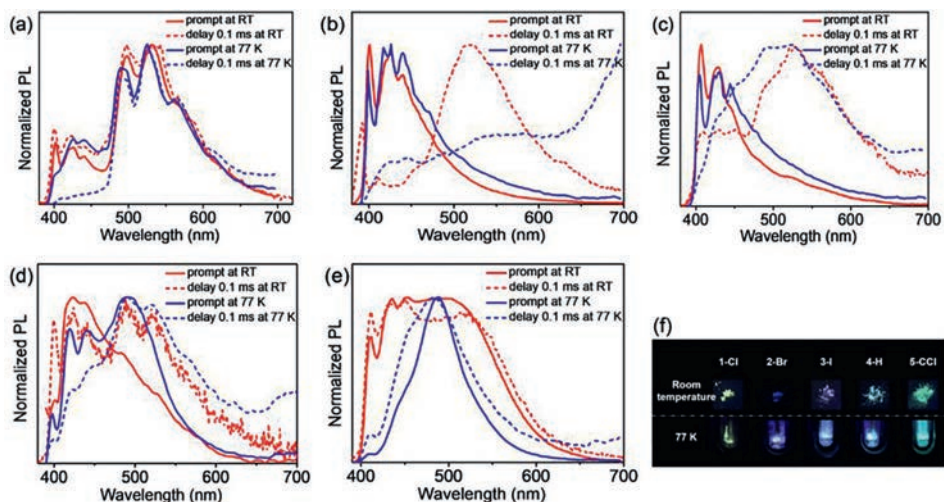 (a)
prompt at RT
delay 0.1 ms at RT
prompt at 77 K
delay 0.1 ms at 77 K
Normalized PL
400 500 600 700
Wavelength (nm)
(b)
prompt at RT
delay 0.1 ms at RT
prompt at 77 K
delay 0.1 ms at 77 K
Normalized PL
400 500 600 700
Wavelength (nm)
(c)
prompt at RT
delay 0.1 ms at RT
prompt at 77 K
delay 0.1 ms at 77 K
Normalized PL
400 500 600 700
Wavelength (nm)
(d)
prompt at RT
delay 0.1 ms at RT
prompt at 77 K
delay 0.1 ms at 77 K
Normalized PL
400 500 600 700
Wavelength (nm)
(e)
prompt at RT
delay 0.1 ms at RT
prompt at 77 K
delay 0.1 ms at 77 K
Normalized PL
400 500 600 700
Wavelength (nm)
(f)
1-Cl 2-Br 3-I 4-H 5-CCl
Room
temperature
77 K